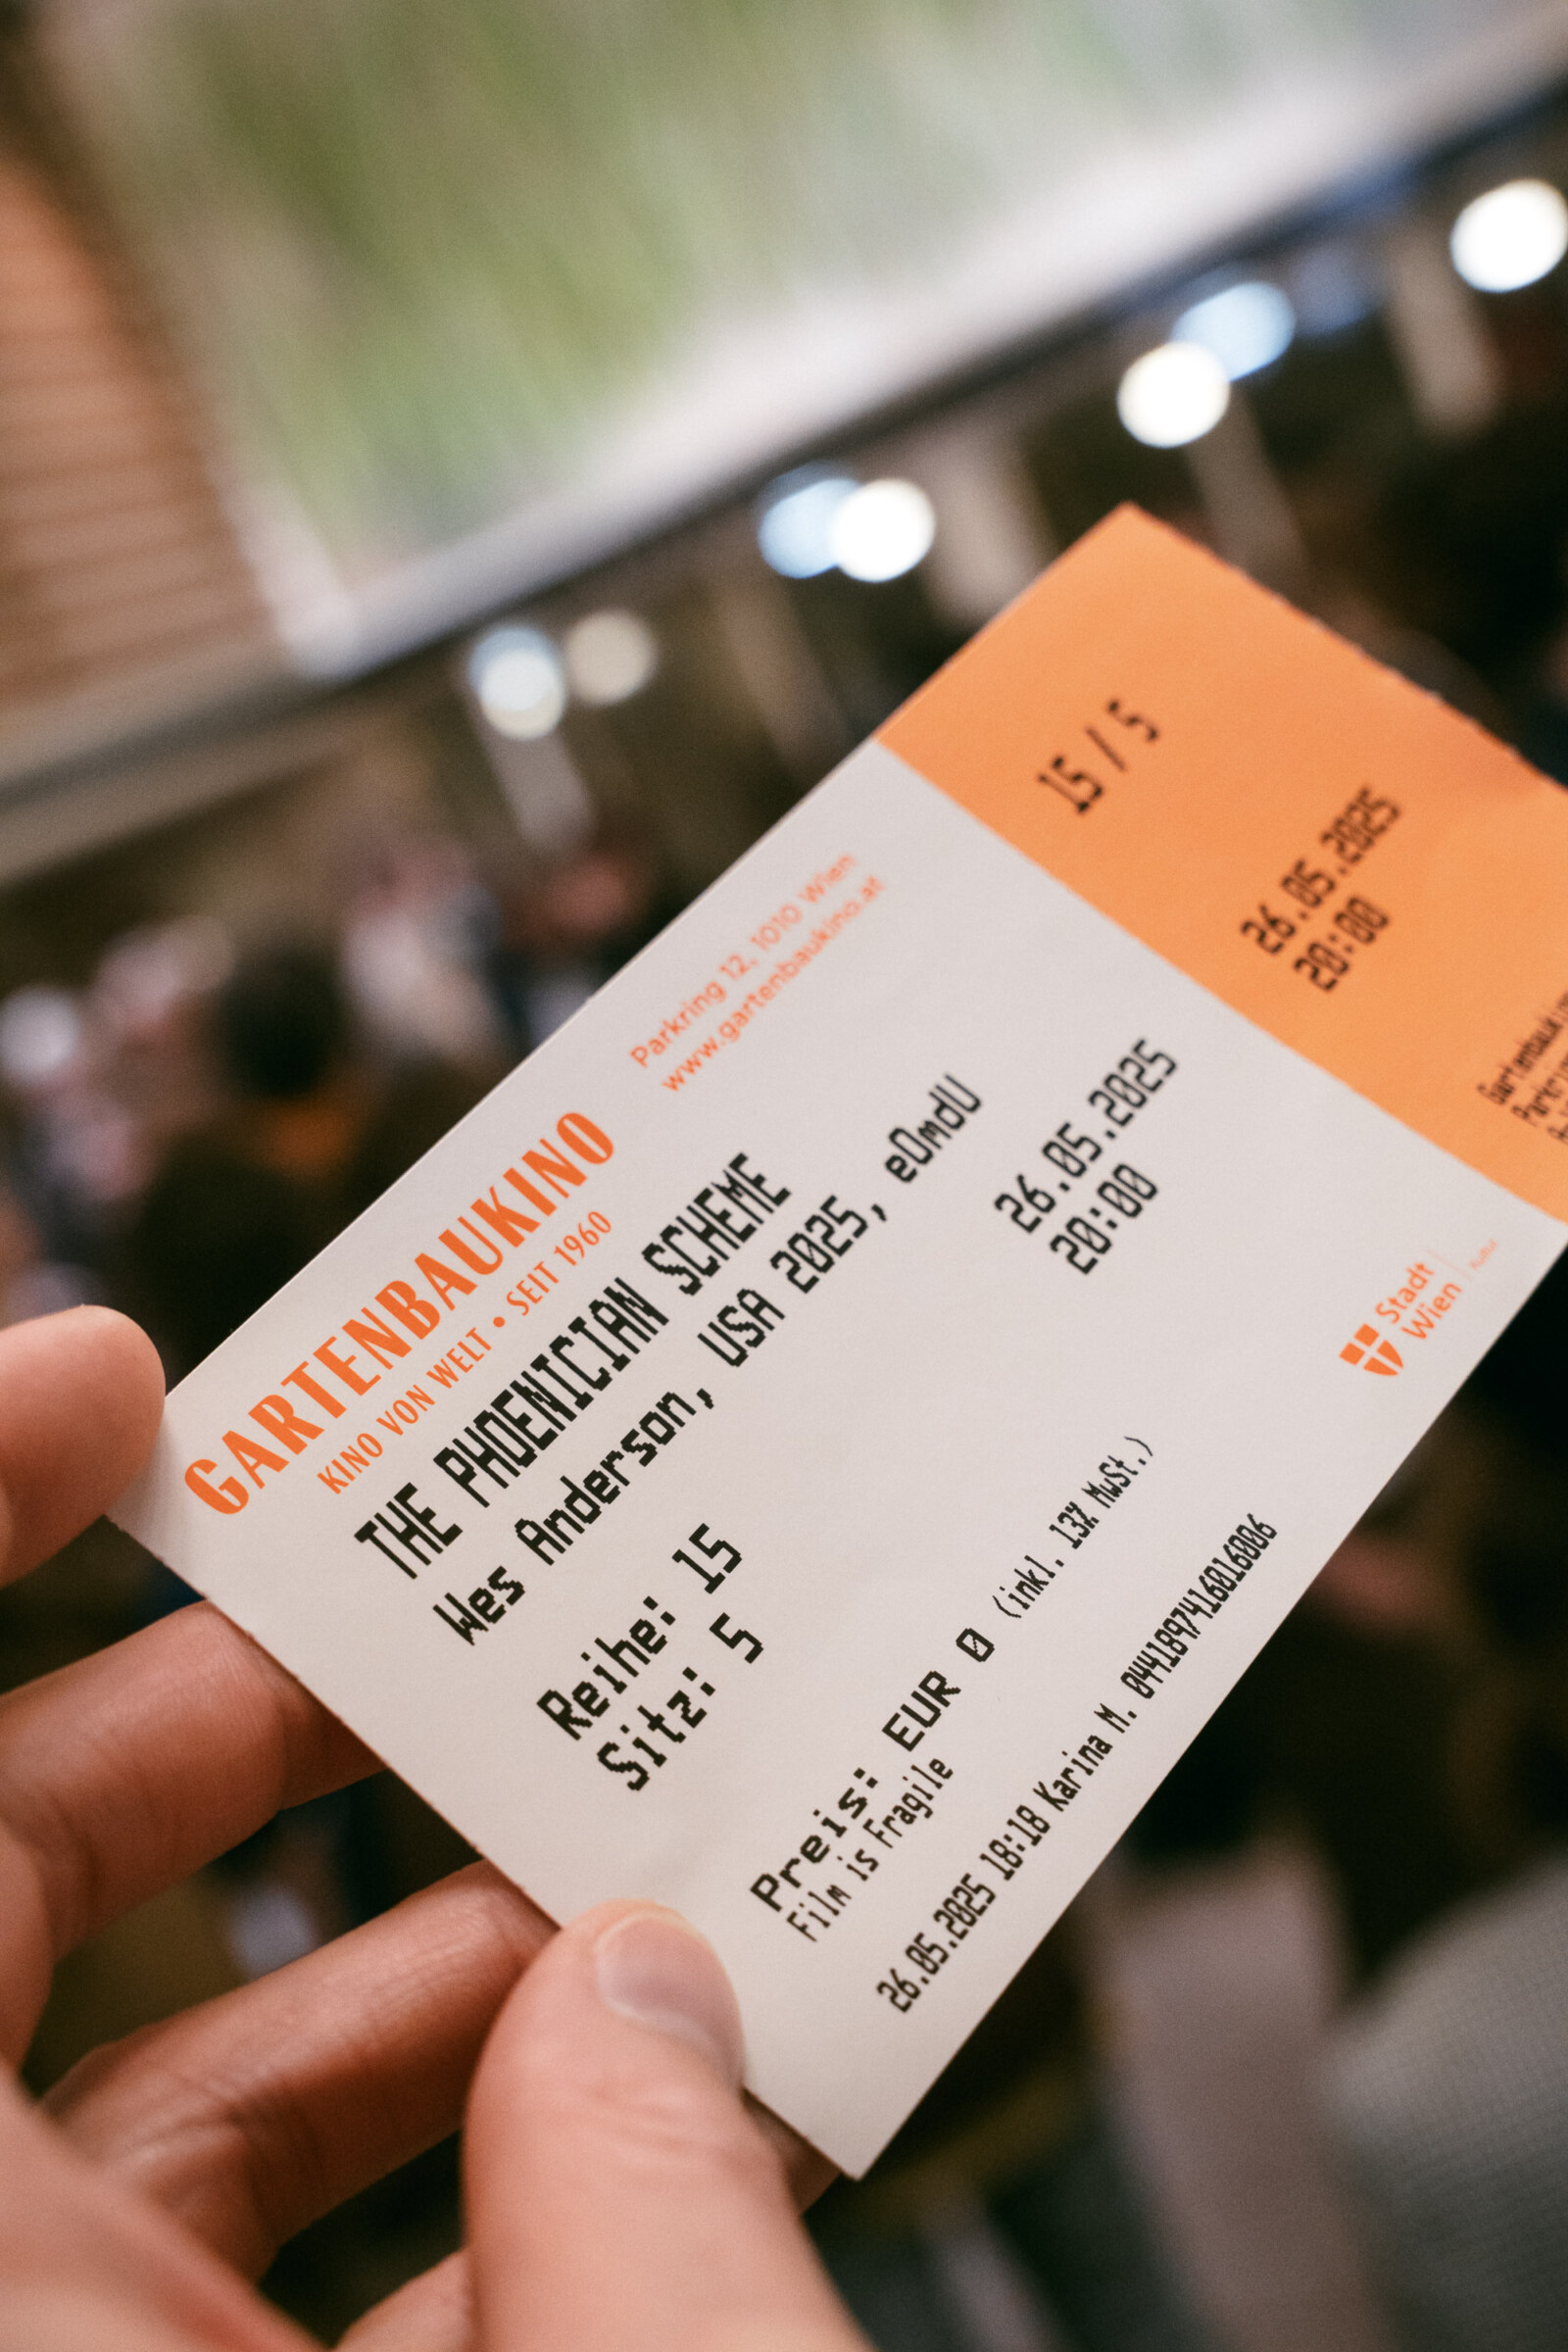 GARTENBAUKINO
KINO VON WELT • SEIT 1960
Parkring 12, 1010 Wien
www.gartenbaukino.at
THE PHOENICIAN SCHEME
Wes Anderson, USA 2025, eOmdU
26.05.2025
20:00
Reihe: 15
Sitz: 5
Preis: EUR 0 (inkl. 13% MwSt.)
Film is Fragile
26.05.2025 18:18 Karina M. 0441897416016006
Stadt
Wien
Kultur
15 / 5
26.05.2025
20:00